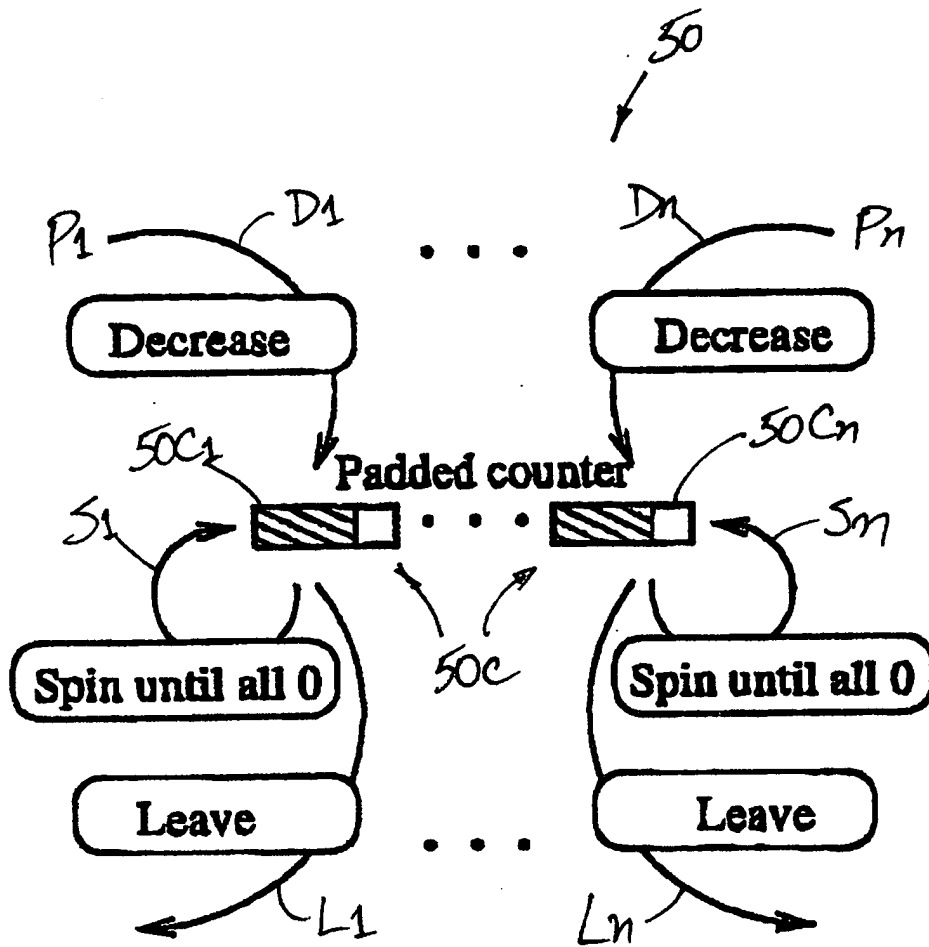 50
P1 D1 Dn Pn
Decrease Decrease
50C1 50Cn
Padded counter
S1 Sn
Spin until all 0 50C Spin until all 0
Leave Leave
L1 Ln